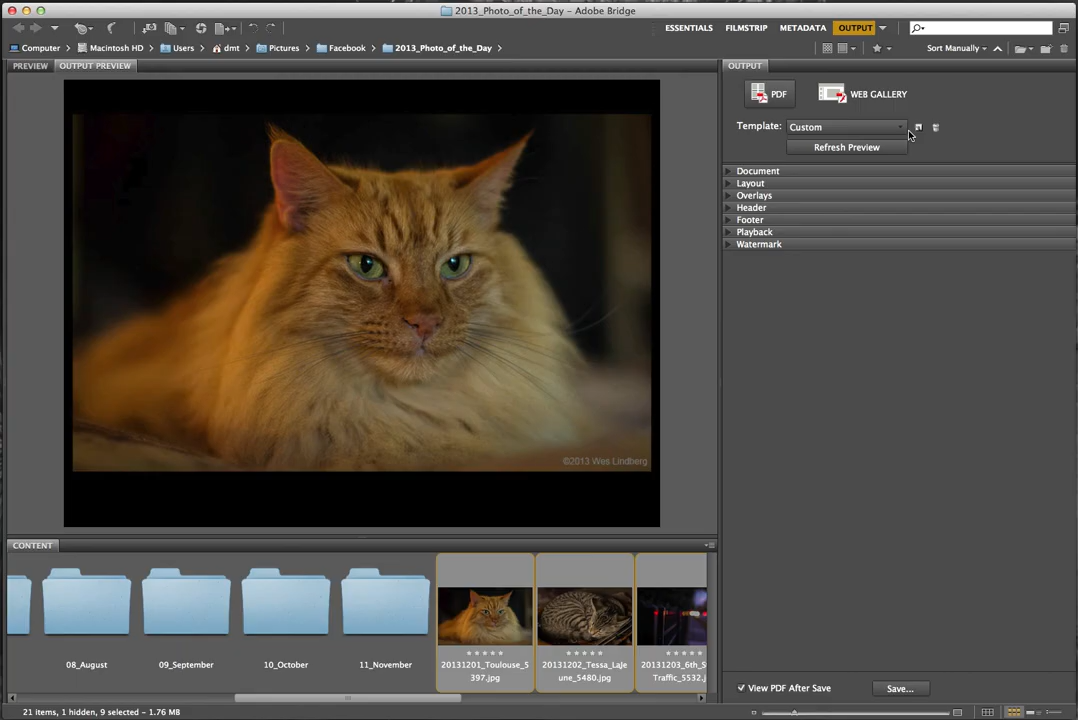 2013_Photo_of_the_Day – Adobe Bridge
ESSENTIALS FILMSTRIP METADATA OUTPUT
Computer Macintosh HD Users dmt Pictures Facebook 2013_Photo_of_the_Day
Sort Manually
PREVIEW OUTPUT PREVIEW
©2013 Wes Lindberg
CONTENT
08_August
09_September
10_October
11_November
20131201_Toulouse_5
397.jpg
20131202_Tessa_LaJe
une_5480.jpg
20131203_6th_S
Traffic_5532.j
21 items, 1 hidden, 9 selected – 1.76 MB
OUTPUT
PDF WEB GALLERY
Template: Custom
Refresh Preview
Document
Layout
Overlays
Header
Footer
Playback
Watermark
View PDF After Save
Save...